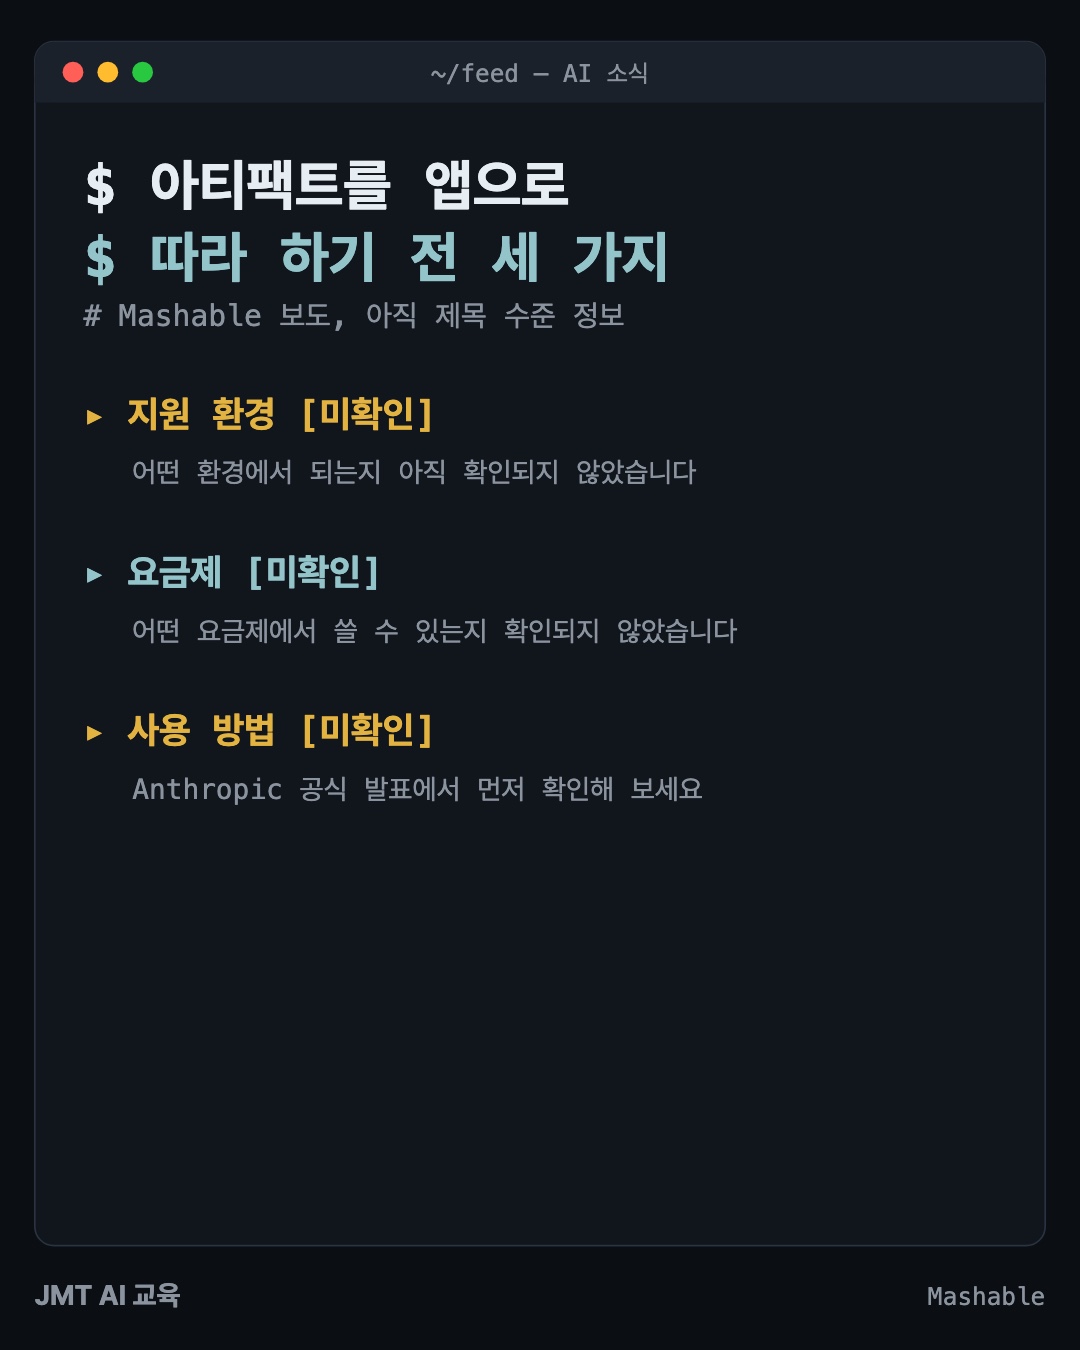 ~/feed — AI 소식
$ 아티팩트를 앱으로
$ 따라 하기 전 세 가지
# Mashable 보도, 아직 제목 수준 정보
▸ 지원 환경 [미확인]
어떤 환경에서 되는지 아직 확인되지 않았습니다
▸ 요금제 [미확인]
어떤 요금제에서 쓸 수 있는지 확인되지 않았습니다
▸ 사용 방법 [미확인]
Anthropic 공식 발표에서 먼저 확인해 보세요
JMT AI 교육
Mashable